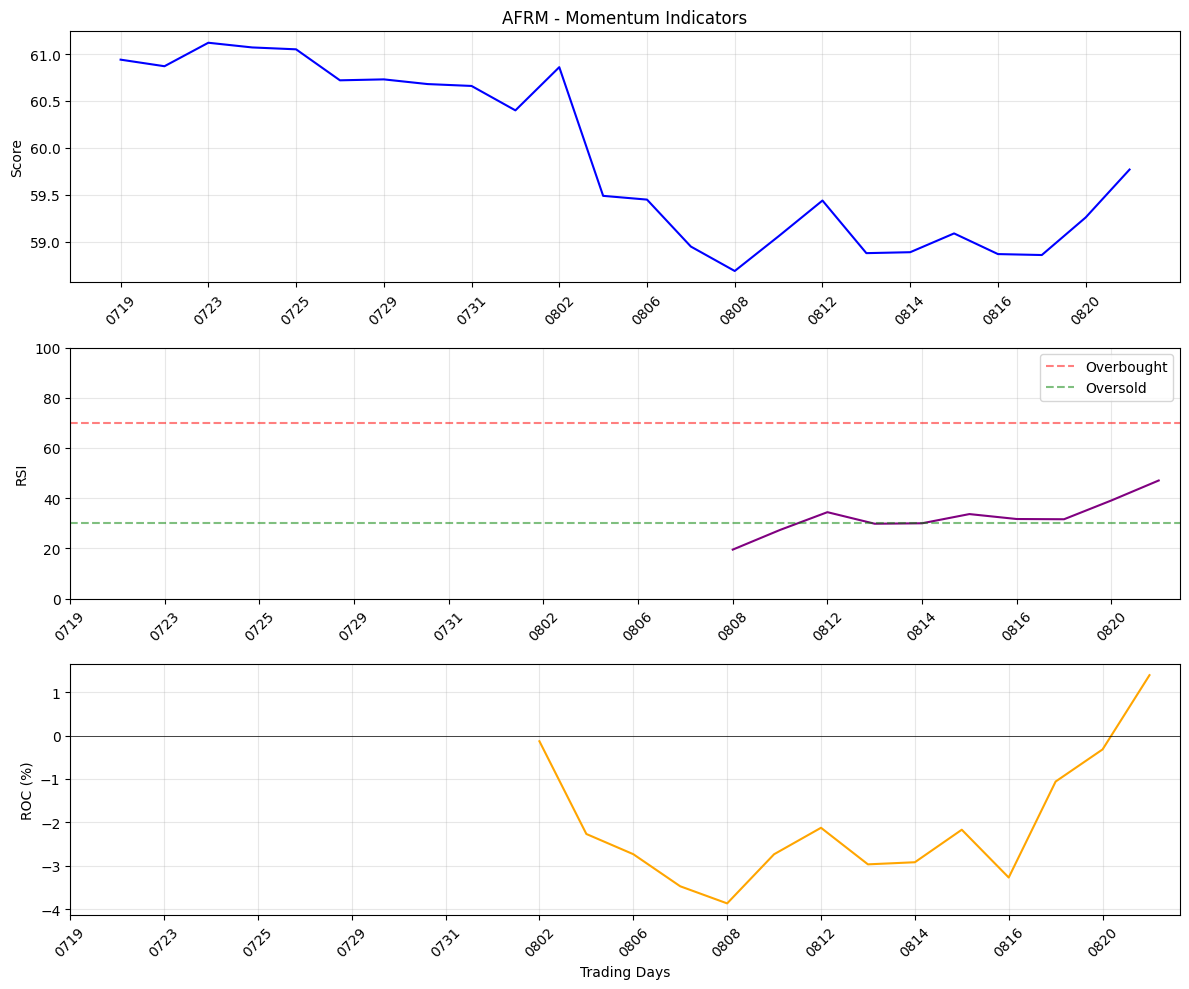 AFRM - Momentum Indicators
Score
61.0
60.5
60.0
59.5
59.0
0719 0723 0725 0729 0731 0802 0806 0808 0812 0814 0816 0820
RSI
100
80
60
40
20
0
Overbought
Oversold
0719 0723 0725 0729 0731 0802 0806 0808 0812 0814 0816 0820
ROC (%)
1
0
−1
−2
−3
−4
0719 0723 0725 0729 0731 0802 0806 0808 0812 0814 0816 0820
Trading Days